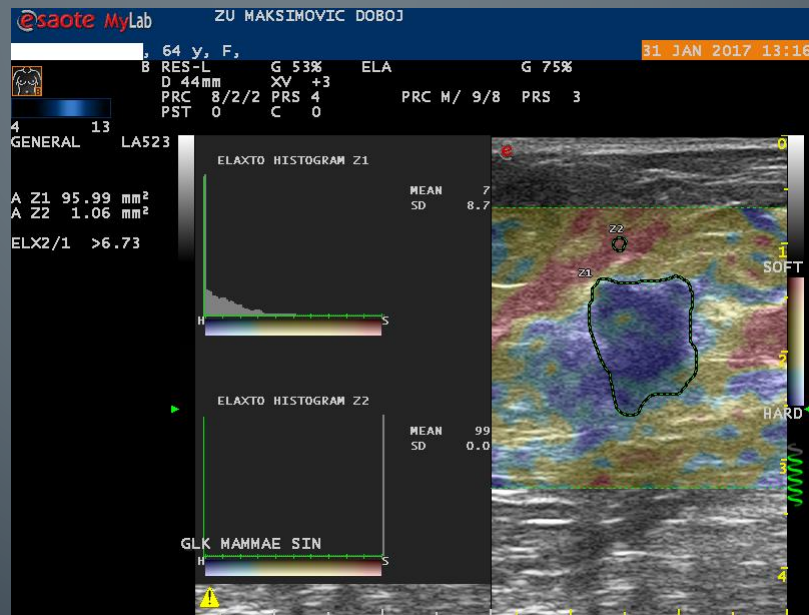 esaote MyLab
ZU MAKSIMOVIC DOBOJ
, 64 y, F,
31 JAN 2017 13:16
B RES-L G 53% ELA G 75%
D 44mm XV +3
PRC 8/2/2 PRS 4 PRC M/ 9/8 PRS 3
PST 0 C 0
4 13
GENERAL LA523
A Z1 95.99 mm²
A Z2 1.06 mm²
ELX2/1 >6.73
ELAXTO HISTOGRAM Z1
MEAN 7
SD 8.7
H S
ELAXTO HISTOGRAM Z2
MEAN 99
SD 0.0
GLK MAMMAE SIN
H S
e
0
Z2
1
SOFT
Z1
HARD
3
4